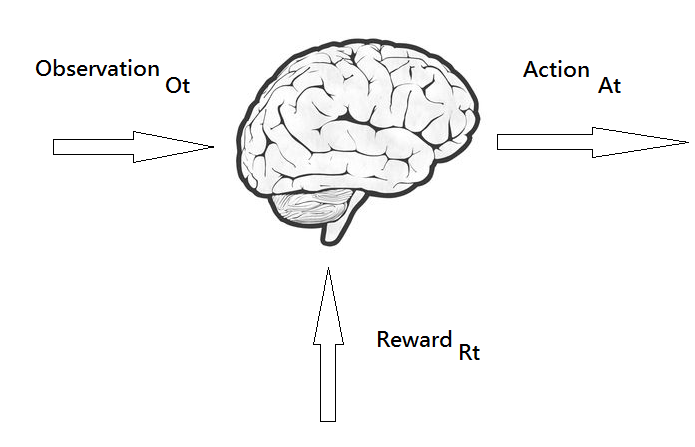 Observation Ot
Action At
Reward Rt